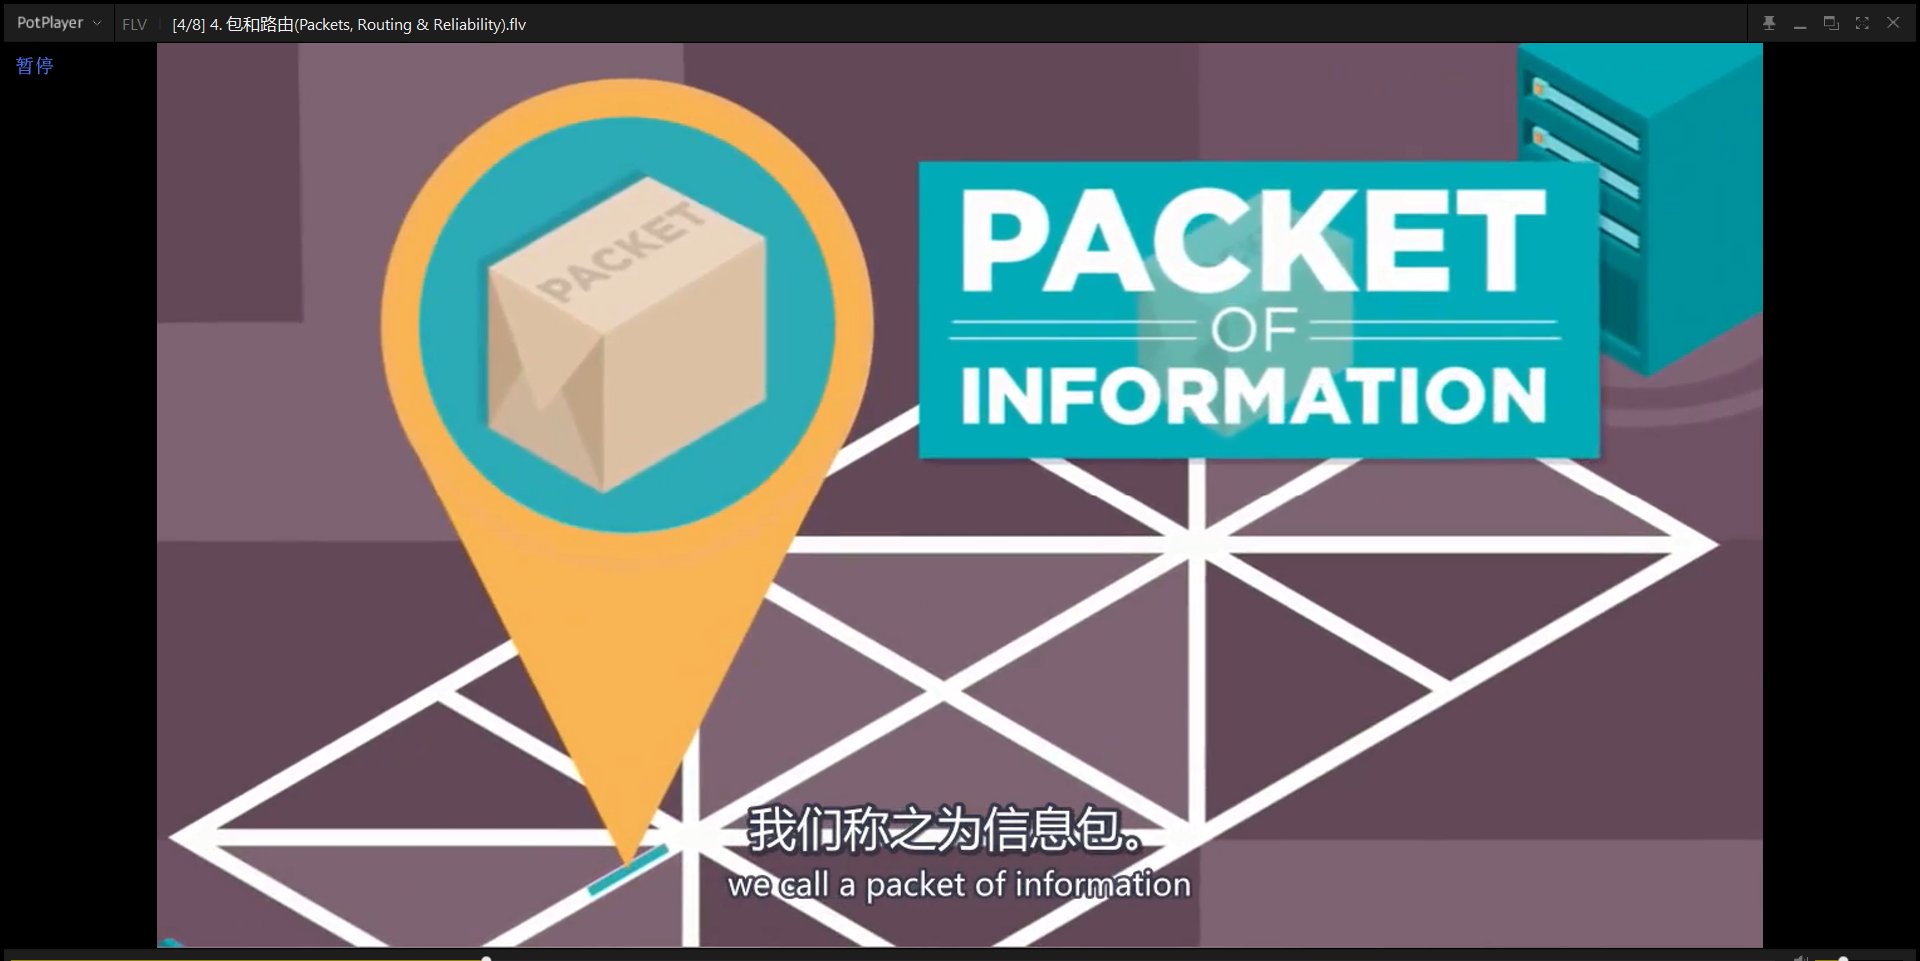 PotPlayer
FLV
[4/8] 4. 包和路由(Packets, Routing & Reliability).flv
暂停
PACKET
PACKET
OF
INFORMATION
我们称之为信息包。
we call a packet of information